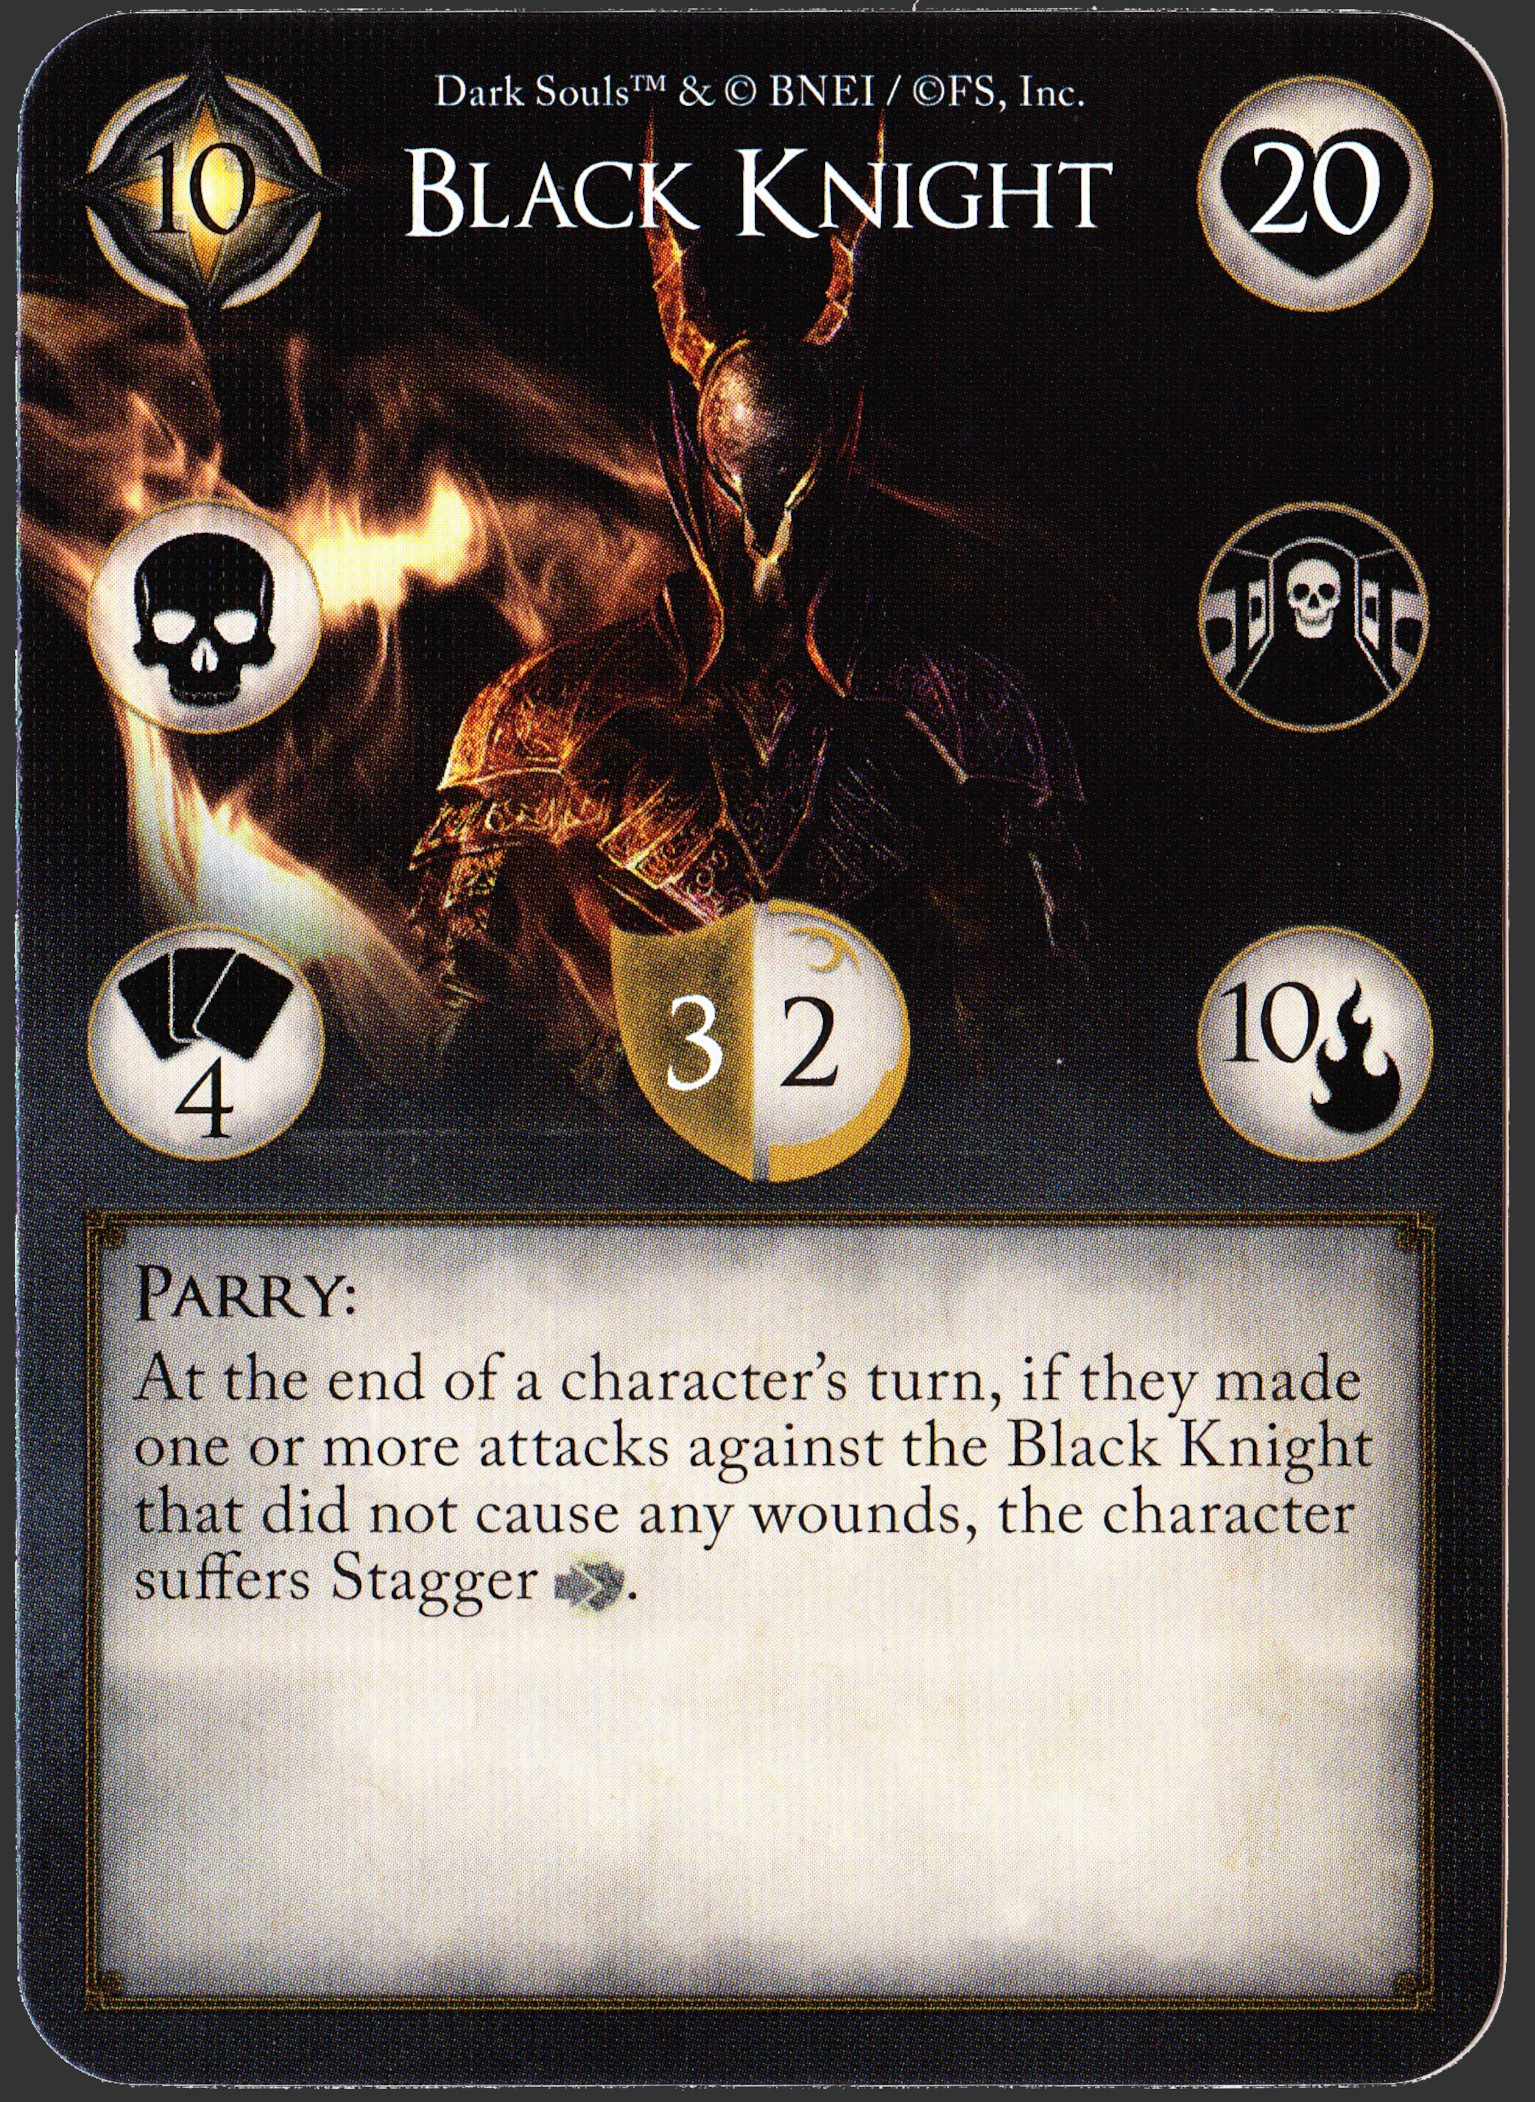 Dark Souls™ & © BNEI / ©FS, Inc.
10
BLACK KNIGHT
20
4
3
2
10
PARRY:
At the end of a character’s turn, if they made
one or more attacks against the Black Knight
that did not cause any wounds, the character
suffers Stagger .